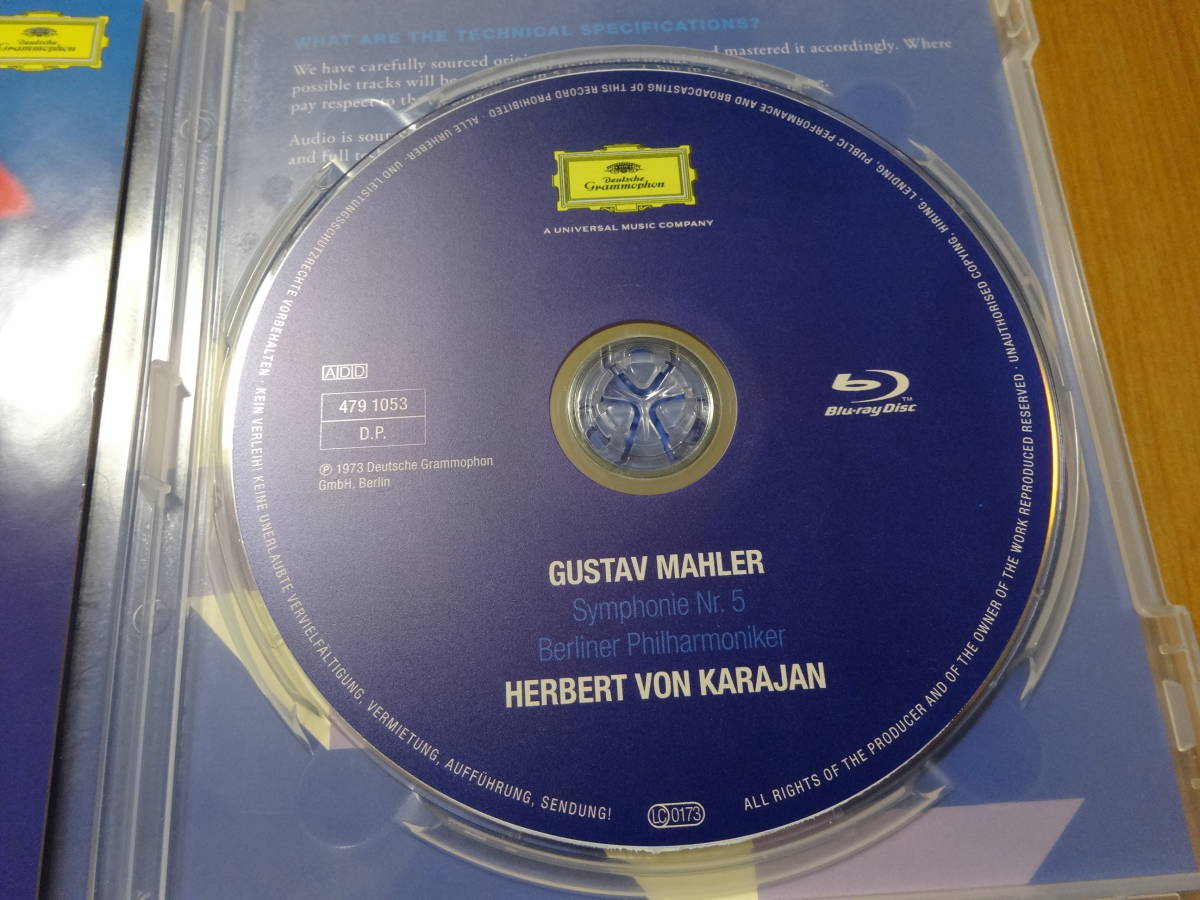 Deutsche
Grammophon
WHAT ARE THE TECHNICAL SPECIFICATIONS?
We have carefully sourced mastered it accordingly. Where
possible tracks will be
pay respect to the
Audio is
and full
Deutsche
Grammophon
A UNIVERSAL MUSIC COMPANY
ADD
479 1053
D.P.
℗ 1973 Deutsche Grammophon
GmbH, Berlin
Blu-ray Disc™
GUSTAV MAHLER
Symphonie Nr. 5
Berliner Philharmoniker
HERBERT VON KARAJAN
LC 0173
ALL RIGHTS OF THE PRODUCER AND OF THE OWNER OF THE WORK REPRODUCED RESERVED · UNAUTHORISED COPYING, HIRING, LENDING, PUBLIC PERFORMANCE AND BROADCASTING OF THIS RECORD PROHIBITED · ALLE URHEBER- UND LEISTUNGSSCHUTZRECHTE VORBEHALTEN · KEIN VERLEIH! KEINE UNERLAUBTE VERVIELFÄLTIGUNG, VERMIETUNG, AUFFÜHRUNG, SENDUNG!